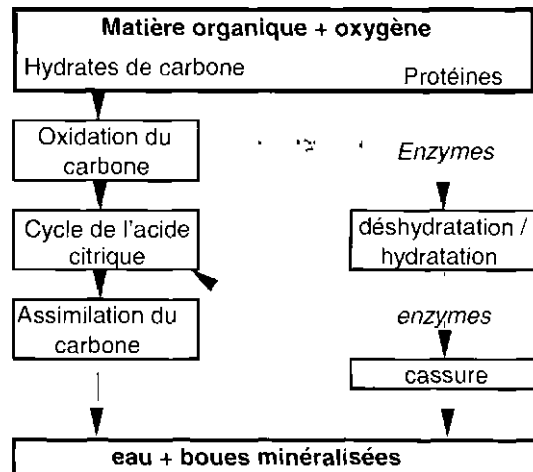 Matière organique + oxygène
Hydrates de carbone
Protéines
Oxidation du
carbone
Enzymes
Cycle de l'acide
citrique
déshydratation /
hydratation
Assimilation du
carbone
enzymes
cassure
eau + boues minéralisées